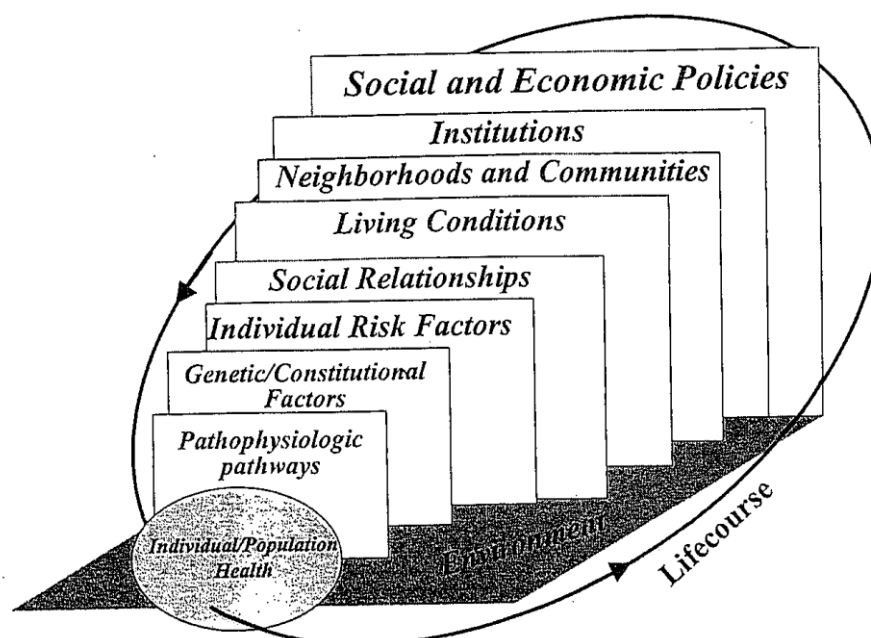 Social and Economic Policies
Institutions
Neighborhoods and Communities
Living Conditions
Social Relationships
Individual Risk Factors
Genetic/Constitutional
Factors
Pathophysiologic
pathways
Individual/Population
Health
Environment
Lifecourse